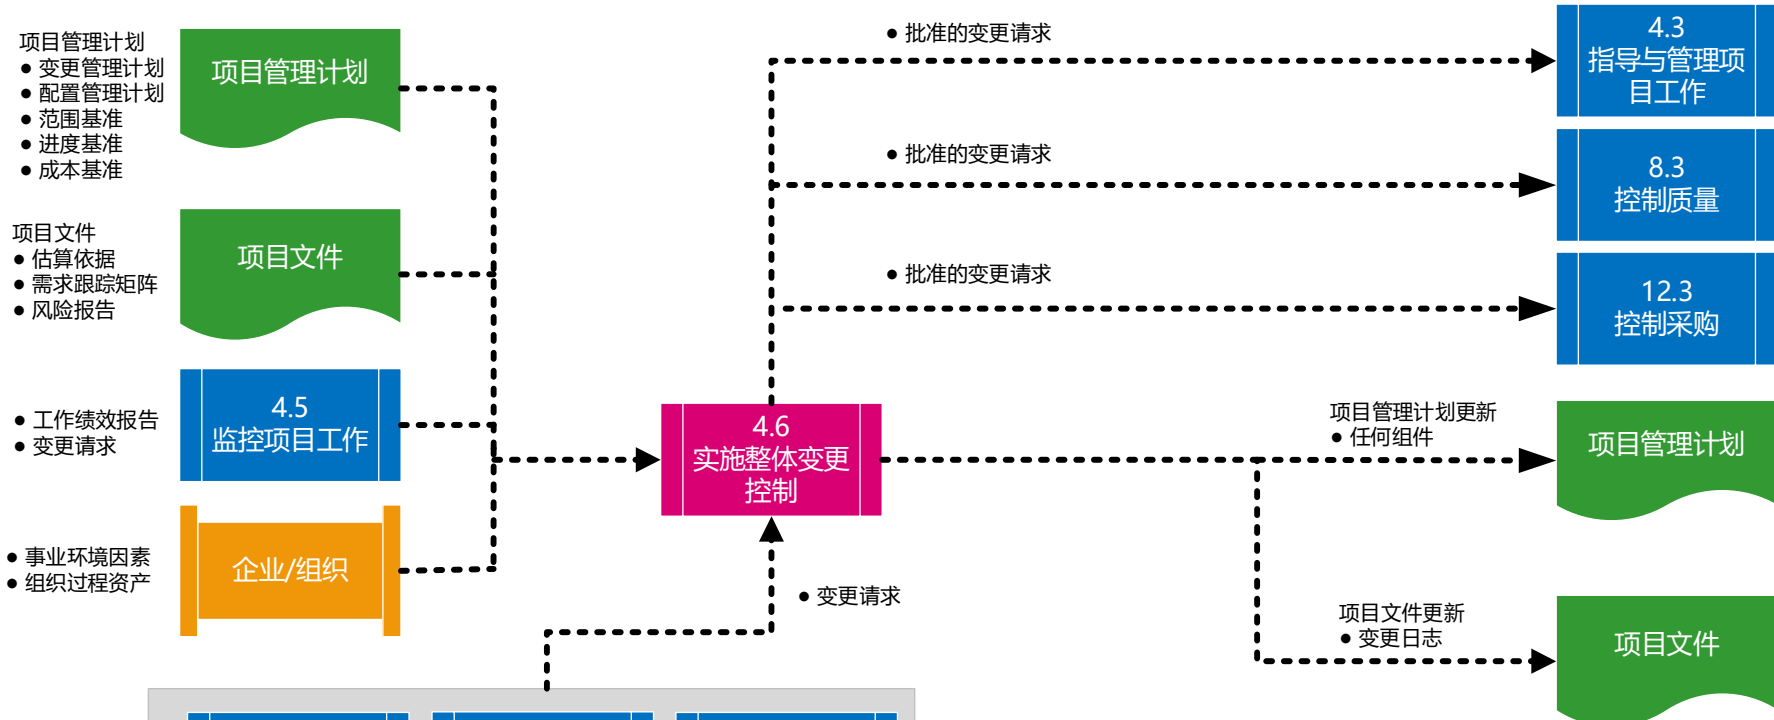 项目管理计划
● 变更管理计划
● 配置管理计划
● 范围基准
● 进度基准
● 成本基准
项目管理计划
项目文件
● 估算依据
● 需求跟踪矩阵
● 风险报告
项目文件
● 工作绩效报告
● 变更请求
4.5
监控项目工作
● 事业环境因素
● 组织过程资产
企业/组织
4.6
实施整体变更
控制
● 变更请求
● 批准的变更请求
4.3
指导与管理项
目工作
● 批准的变更请求
8.3
控制质量
● 批准的变更请求
12.3
控制采购
项目管理计划更新
● 任何组件
项目管理计划
项目文件更新
● 变更日志
项目文件